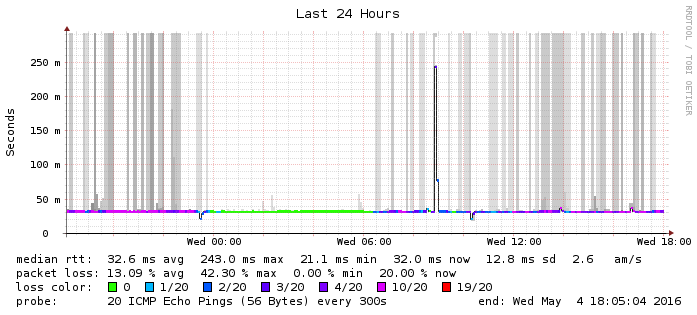 Last 24 Hours
RRDTOOL / TOBI OETIKER
Seconds
250 m
200 m
150 m
100 m
50 m
0
Wed 00:00 Wed 06:00 Wed 12:00 Wed 18:00
median rtt: 32.6 ms avg 243.0 ms max 21.1 ms min 32.0 ms now 12.8 ms sd 2.6 am/s
packet loss: 13.09 % avg 42.30 % max 0.00 % min 20.00 % now
loss color: 0 1/20 2/20 3/20 4/20 10/20 19/20
probe: 20 ICMP Echo Pings (56 Bytes) every 300s end: Wed May 4 18:05:04 2016